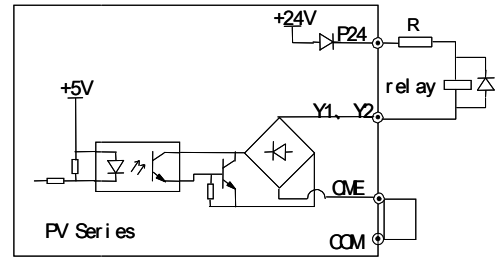 +24V
P24
R
+5V
relay
Y1、Y2
CME
PV Series
COM